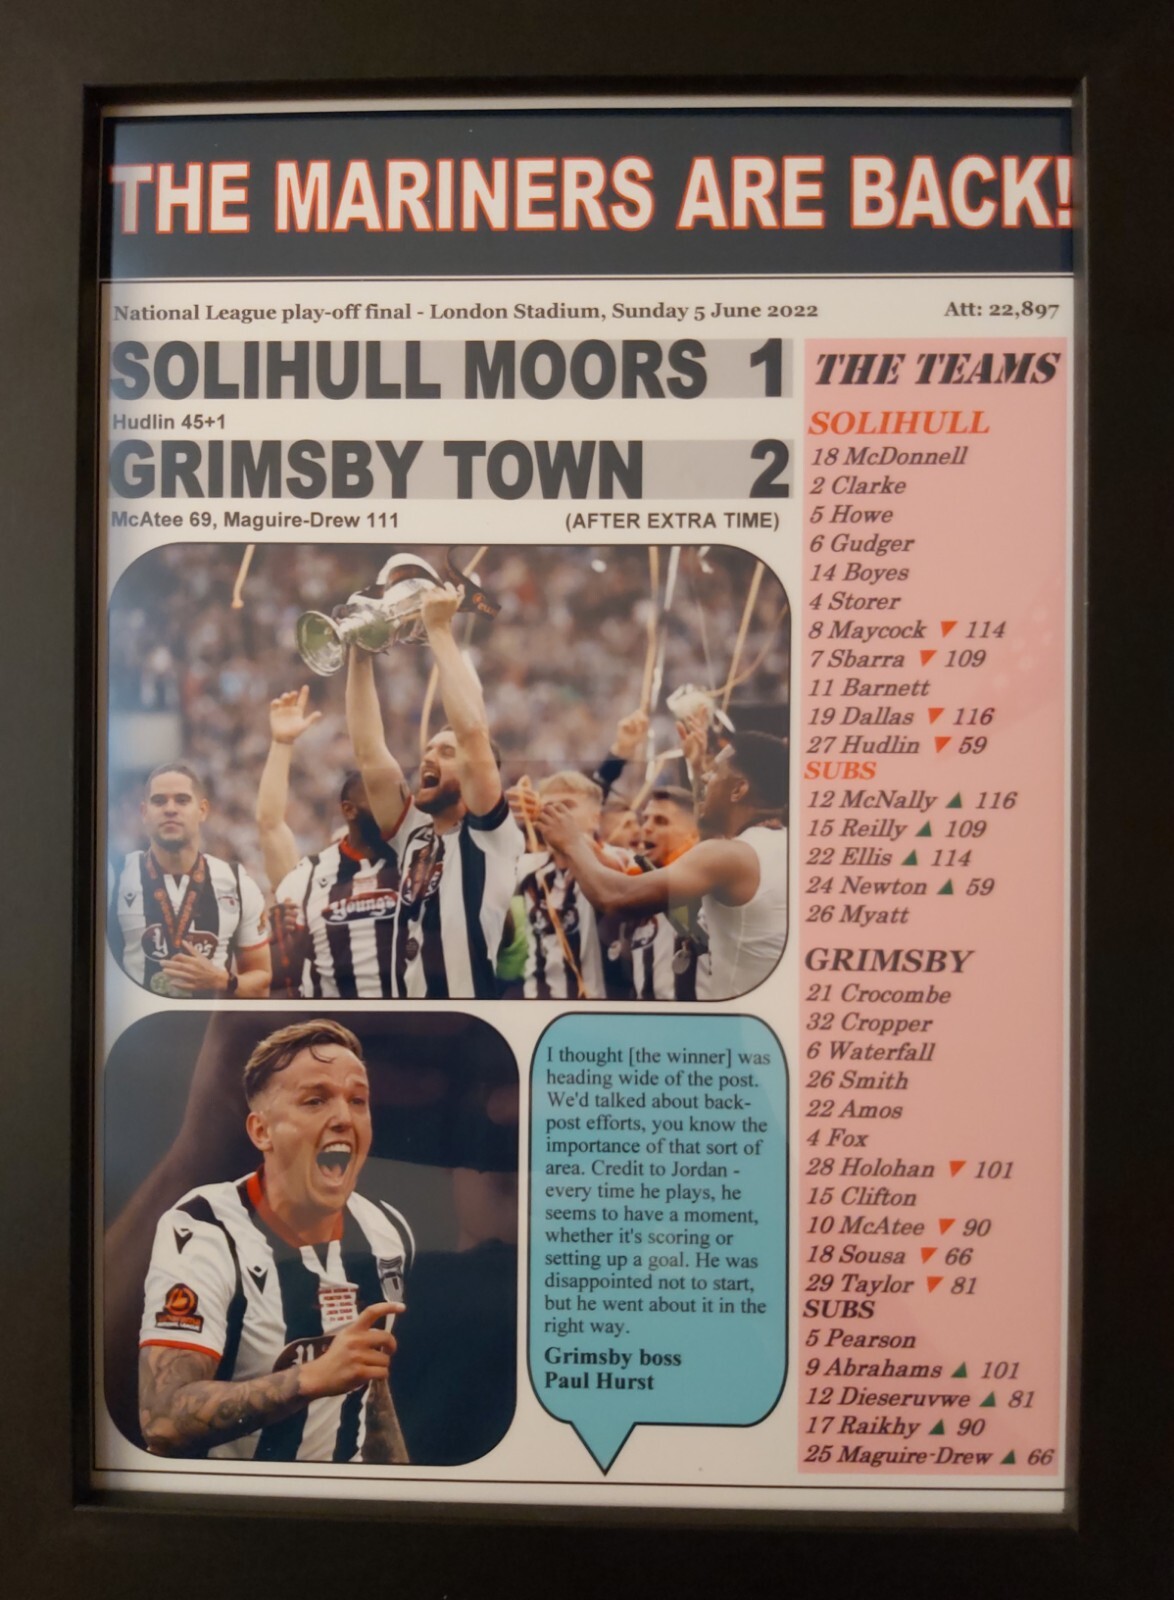 THE MARINERS ARE BACK!
National League play-off final - London Stadium, Sunday 5 June 2022
Att: 22,897
SOLIHULL MOORS 1
Hudlin 45+1
GRIMSBY TOWN 2
McAtee 69, Maguire-Drew 111
(AFTER EXTRA TIME)
Young's
I thought [the winner] was
heading wide of the post.
We'd talked about back-
post efforts, you know the
importance of that sort of
area. Credit to Jordan -
every time he plays, he
seems to have a moment,
whether it's scoring or
setting up a goal. He was
disappointed not to start,
but he went about it in the
right way.
Grimsby boss
Paul Hurst
THE TEAMS
SOLIHULL
18 McDonnell
2 Clarke
5 Howe
6 Gudger
14 Boyes
4 Storer
8 Maycock ▼ 114
7 Sbarra ▼ 109
11 Barnett
19 Dallas ▼ 116
27 Hudlin ▼ 59
SUBS
12 McNally ▲ 116
15 Reilly ▲ 109
22 Ellis ▲ 114
24 Newton ▲ 59
26 Myatt
GRIMSBY
21 Crocombe
32 Cropper
6 Waterfall
26 Smith
22 Amos
4 Fox
28 Holohan ▼ 101
15 Clifton
10 McAtee ▼ 90
18 Sousa ▼ 66
29 Taylor ▼ 81
SUBS
5 Pearson
9 Abrahams ▲ 101
12 Dieseruvwe ▲ 81
17 Raikhy ▲ 90
25 Maguire-Drew ▲ 66